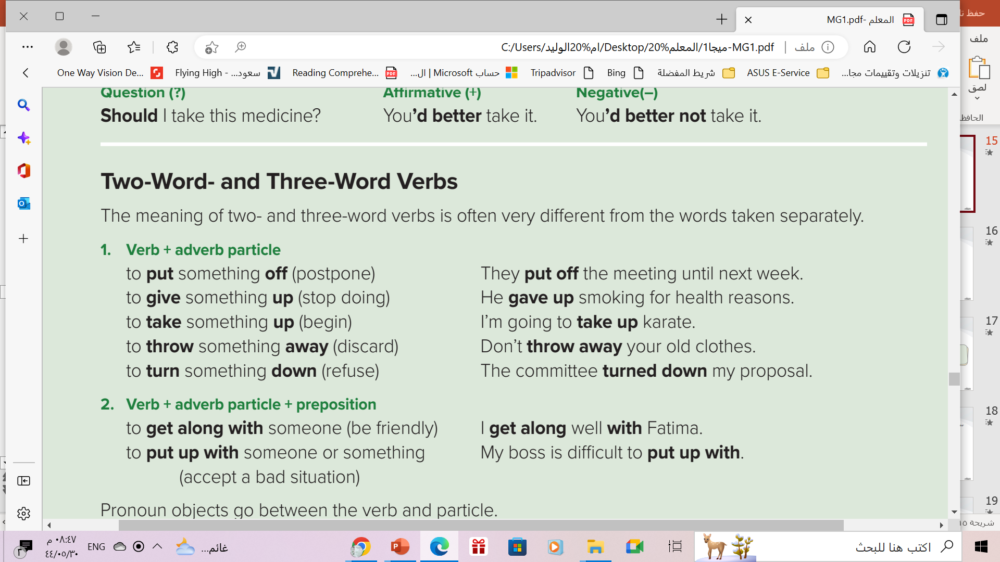 المعلم -MG1.pdf
حفظ تل
ملف
C:/Users/ام%20الوليد/Desktop/20%المعلم/1ميجا-MG1.pdf
ملف
One Way Vision De...
Flying High - ...سعود
Reading Comprehe...
حساب Microsoft | ال...
Tripadvisor
Bing
شريط المفضلة
ASUS E-Service
تنزيلات وتقييمات مجا...
لصق
الحافظ
Question (?) Affirmative (+) Negative(–)
Should I take this medicine? You’d better take it. You’d better not take it.
Two-Word- and Three-Word Verbs
The meaning of two- and three-word verbs is often very different from the words taken separately.
1. Verb + adverb particle
to put something off (postpone) They put off the meeting until next week.
to give something up (stop doing) He gave up smoking for health reasons.
to take something up (begin) I’m going to take up karate.
to throw something away (discard) Don’t throw away your old clothes.
to turn something down (refuse) The committee turned down my proposal.
2. Verb + adverb particle + preposition
to get along with someone (be friendly) I get along well with Fatima.
to put up with someone or something My boss is difficult to put up with.
(accept a bad situation)
Pronoun objects go between the verb and particle.
15
16
17
18
19
شريحة ١٥
٠٨:٤٧ م
٤٤/٠٥/٣٠
٢
ENG
غائم...
اكتب هنا للبحث